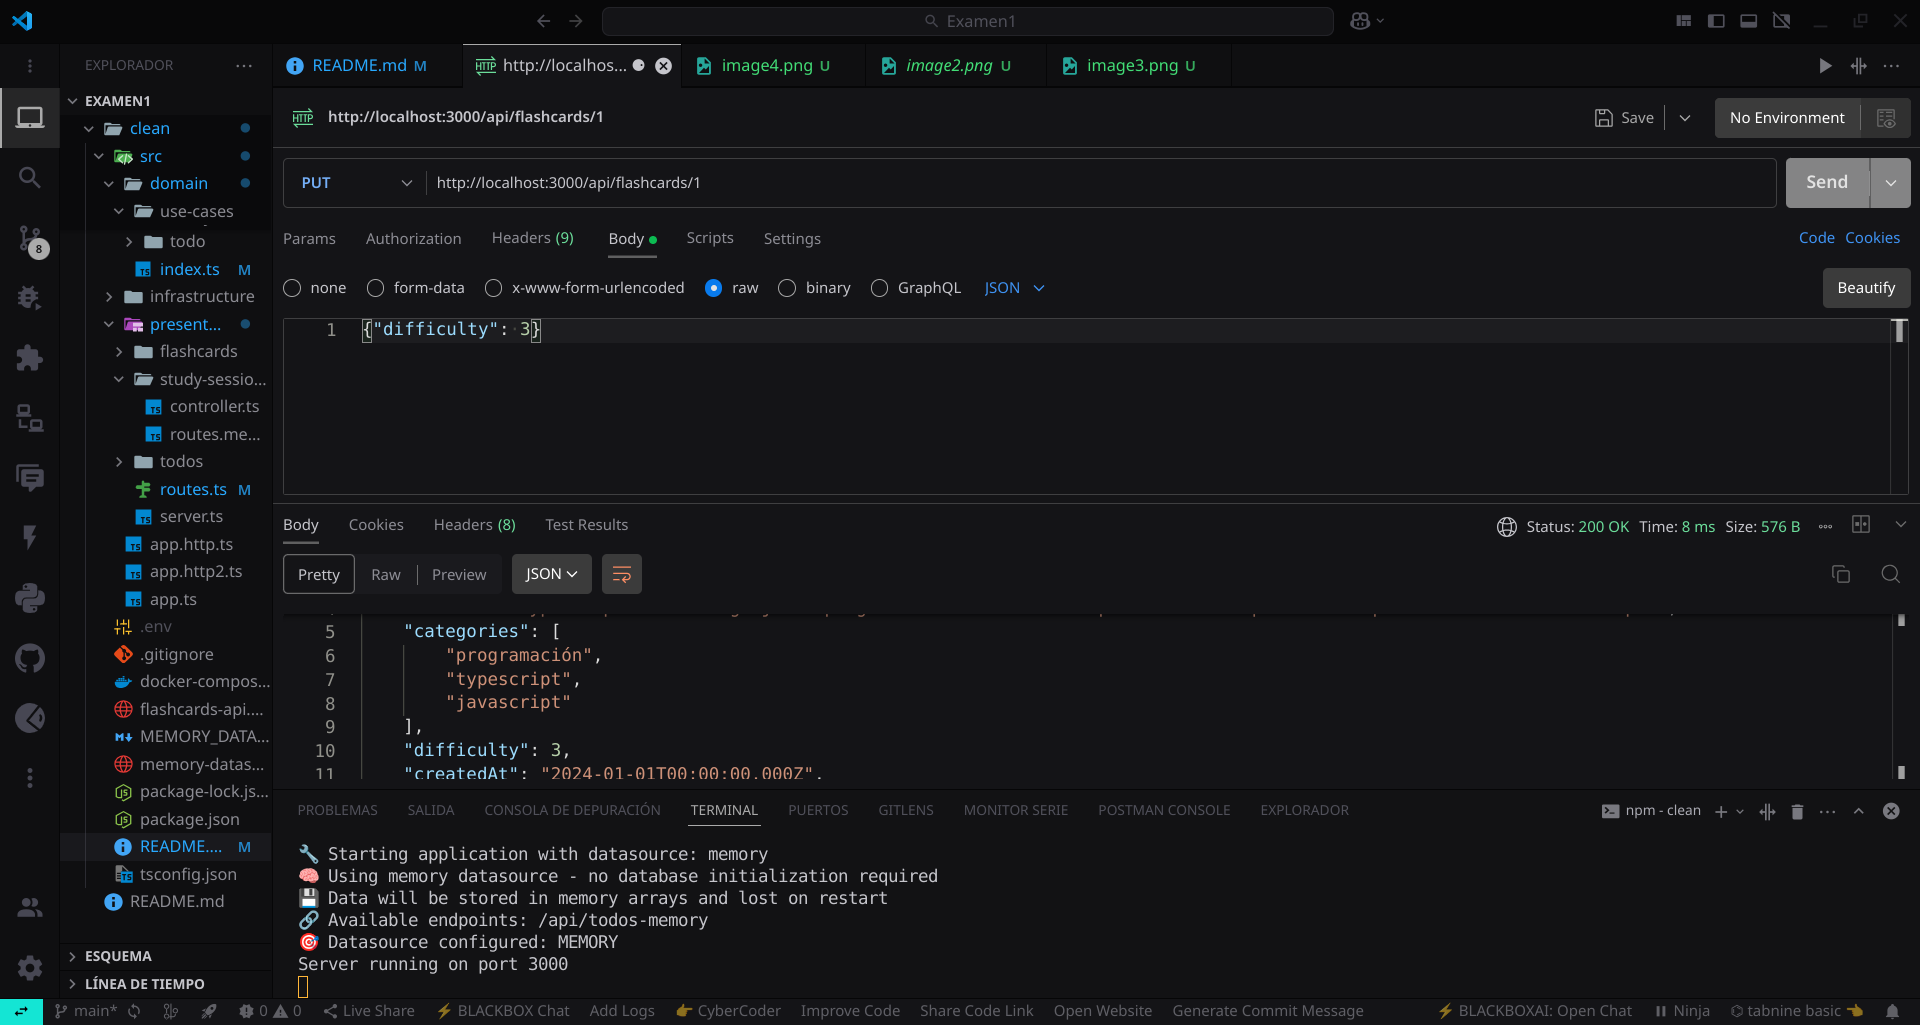 Examen1
EXPLORADOR
README.md M
http://localhos...
image4.png U
image2.png U
image3.png U
EXAMEN1
clean
src
domain
use-cases
todo
index.ts M
infrastructure
present...
flashcards
study-sessio...
controller.ts
routes.me...
todos
routes.ts M
server.ts
app.http.ts
app.http2.ts
app.ts
.env
.gitignore
docker-compos...
flashcards-api....
MEMORY_DATA...
memory-datas...
package-lock.js...
package.json
README.... M
tsconfig.json
README.md
ESQUEMA
LÍNEA DE TIEMPO
8
HTTP http://localhost:3000/api/flashcards/1
Save
No Environment
PUT http://localhost:3000/api/flashcards/1
Send
Params Authorization Headers (9) Body Scripts Settings
Code Cookies
none form-data x-www-form-urlencoded raw binary GraphQL JSON
Beautify
1 {"difficulty": 3}
Body Cookies Headers (8) Test Results
Status: 200 OK Time: 8 ms Size: 576 B
Pretty Raw Preview JSON
5 "categories": [
6 "programación",
7 "typescript",
8 "javascript"
9 ],
10 "difficulty": 3,
11 "createdAt": "2024-01-01T00:00:00.000Z",
PROBLEMAS SALIDA CONSOLA DE DEPURACIÓN TERMINAL PUERTOS GITLENS MONITOR SERIE POSTMAN CONSOLE EXPLORADOR
npm - clean
Starting application with datasource: memory
Using memory datasource - no database initialization required
Data will be stored in memory arrays and lost on restart
Available endpoints: /api/todos-memory
Datasource configured: MEMORY
Server running on port 3000
main* 0 0 Live Share BLACKBOX Chat Add Logs CyberCoder Improve Code Share Code Link Open Website Generate Commit Message BLACKBOXAI: Open Chat Ninja tabnine basic